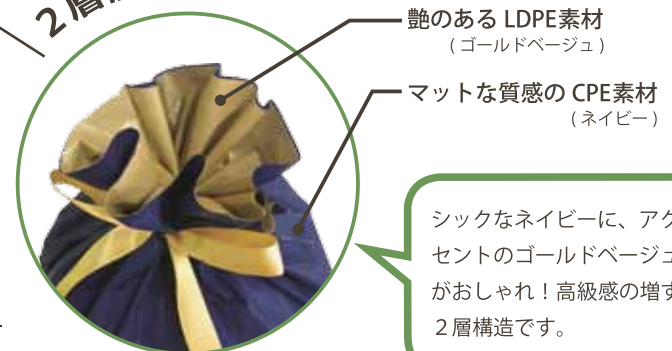 ２層
艶のある LDPE素材
( ゴールドベージュ )
マットな質感の CPE素材
( ネイビー )
シックなネイビーに、アク
セントのゴールドベージュ
がおしゃれ！高級感の増す
２層構造です。